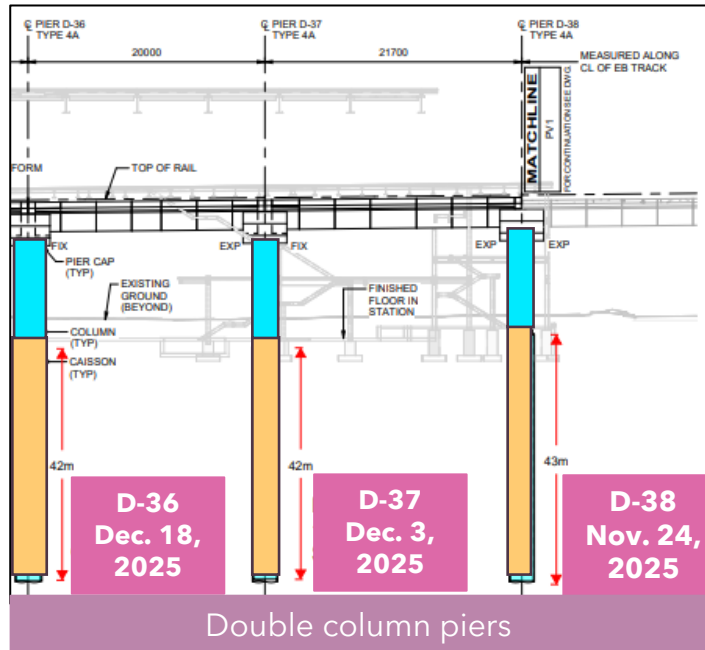 ℄ PIER D-36
TYPE 4A
℄ PIER D-37
TYPE 4A
℄ PIER D-38
TYPE 4A
20000
21700
MEASURED ALONG
CL OF EB TRACK
MATCHLINE
PV1
FOR CONTINUATION SEE DWG.
FORM
TOP OF RAIL
FIX
EXP
FIX
EXP
EXP
PIER CAP
(TYP)
EXISTING
GROUND
(BEYOND)
FINISHED
FLOOR IN
STATION
COLUMN
(TYP)
CAISSON
(TYP)
42m
42m
43m
D-36
Dec. 18,
2025
D-37
Dec. 3,
2025
D-38
Nov. 24,
2025
Double column piers